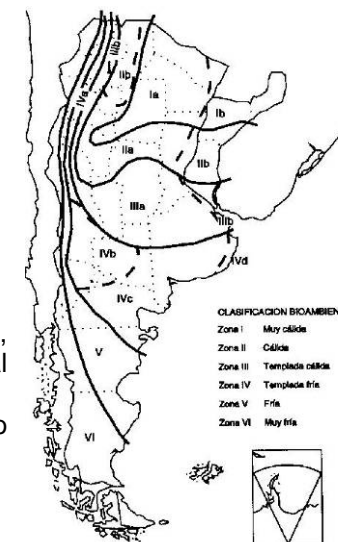 IIIb
IIb
IVa
Ia
Ib
IIa
IIb
IIIa
IIIb
IVb
IVd
IVc
CLASIFICACION BIOAMBIEN
Zona I Muy cálida
Zona II Cálida
V
Zona III Templada cálida
Zona IV Templada fría
Zona V Fría
Zona VI Muy fría
VI